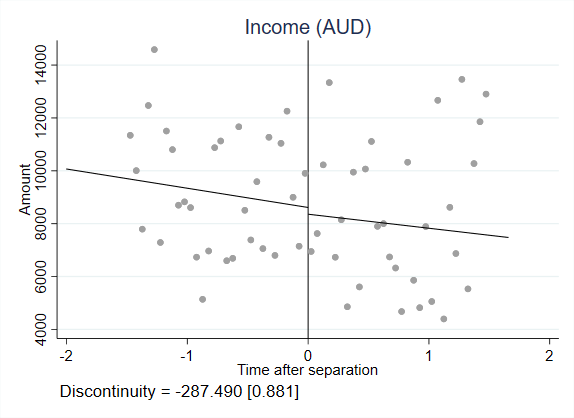 Income (AUD)
14000
12000
10000
8000
6000
4000
Amount
-2 -1 0 1 2
Time after separation
Discontinuity = -287.490 [0.881]